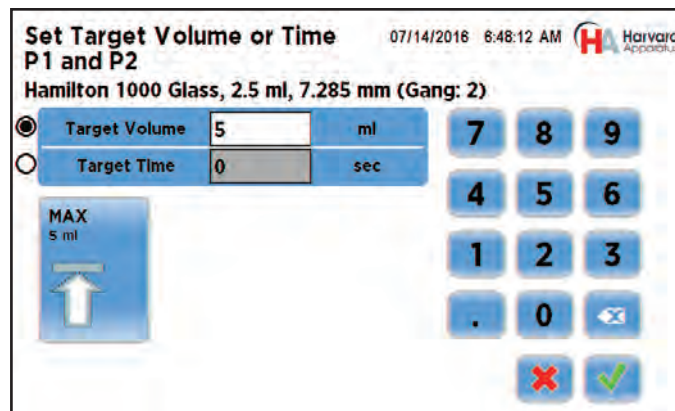 Set Target Volume or Time
P1 and P2
07/14/2016 6:48:12 AM
HA Harvard
Apparatus
Hamilton 1000 Glass, 2.5 ml, 7.285 mm (Gang: 2)
Target Volume 5 ml
Target Time 0 sec
MAX
5 ml
7 8 9
4 5 6
1 2 3
. 0